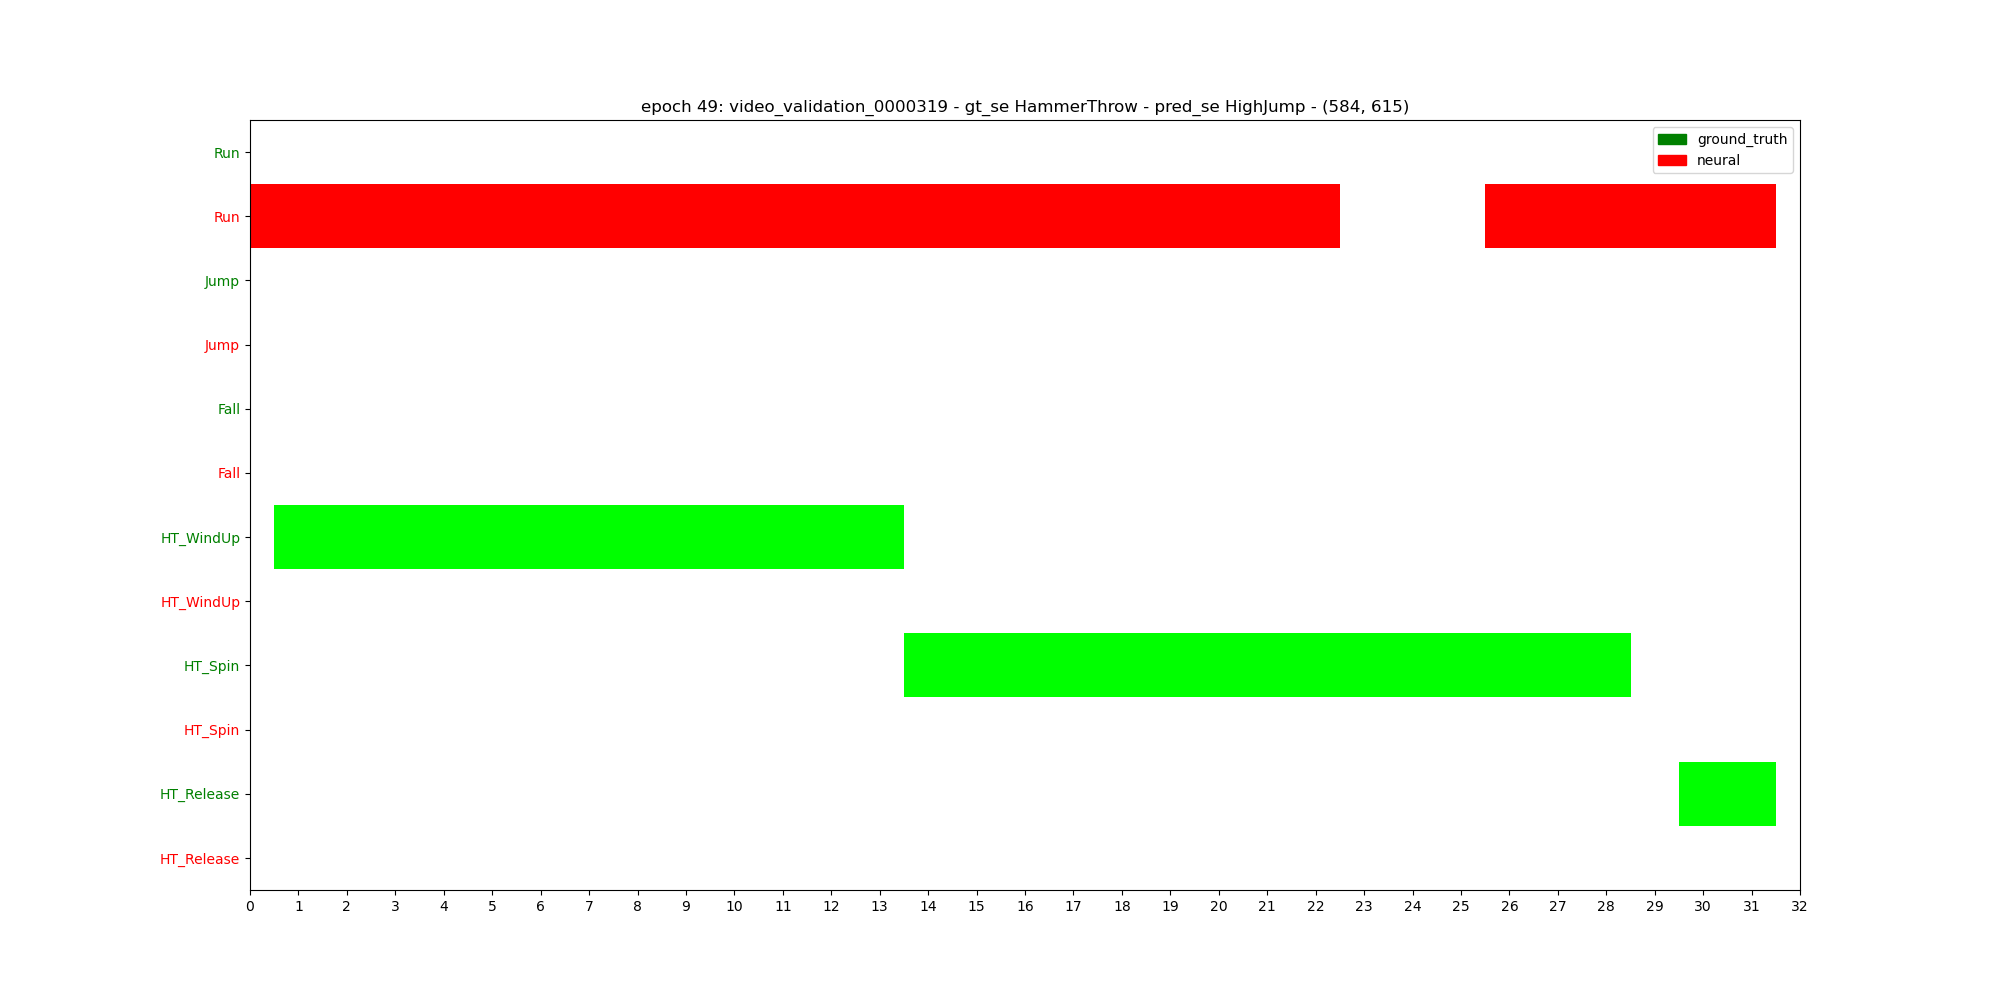 epoch 49: video_validation_0000319 - gt_se HammerThrow - pred_se HighJump - (584, 615)
ground_truth
neural
Run
Run
Jump
Jump
Fall
Fall
HT_WindUp
HT_WindUp
HT_Spin
HT_Spin
HT_Release
HT_Release
0 1 2 3 4 5 6 7 8 9 10 11 12 13 14 15 16 17 18 19 20 21 22 23 24 25 26 27 28 29 30 31 32